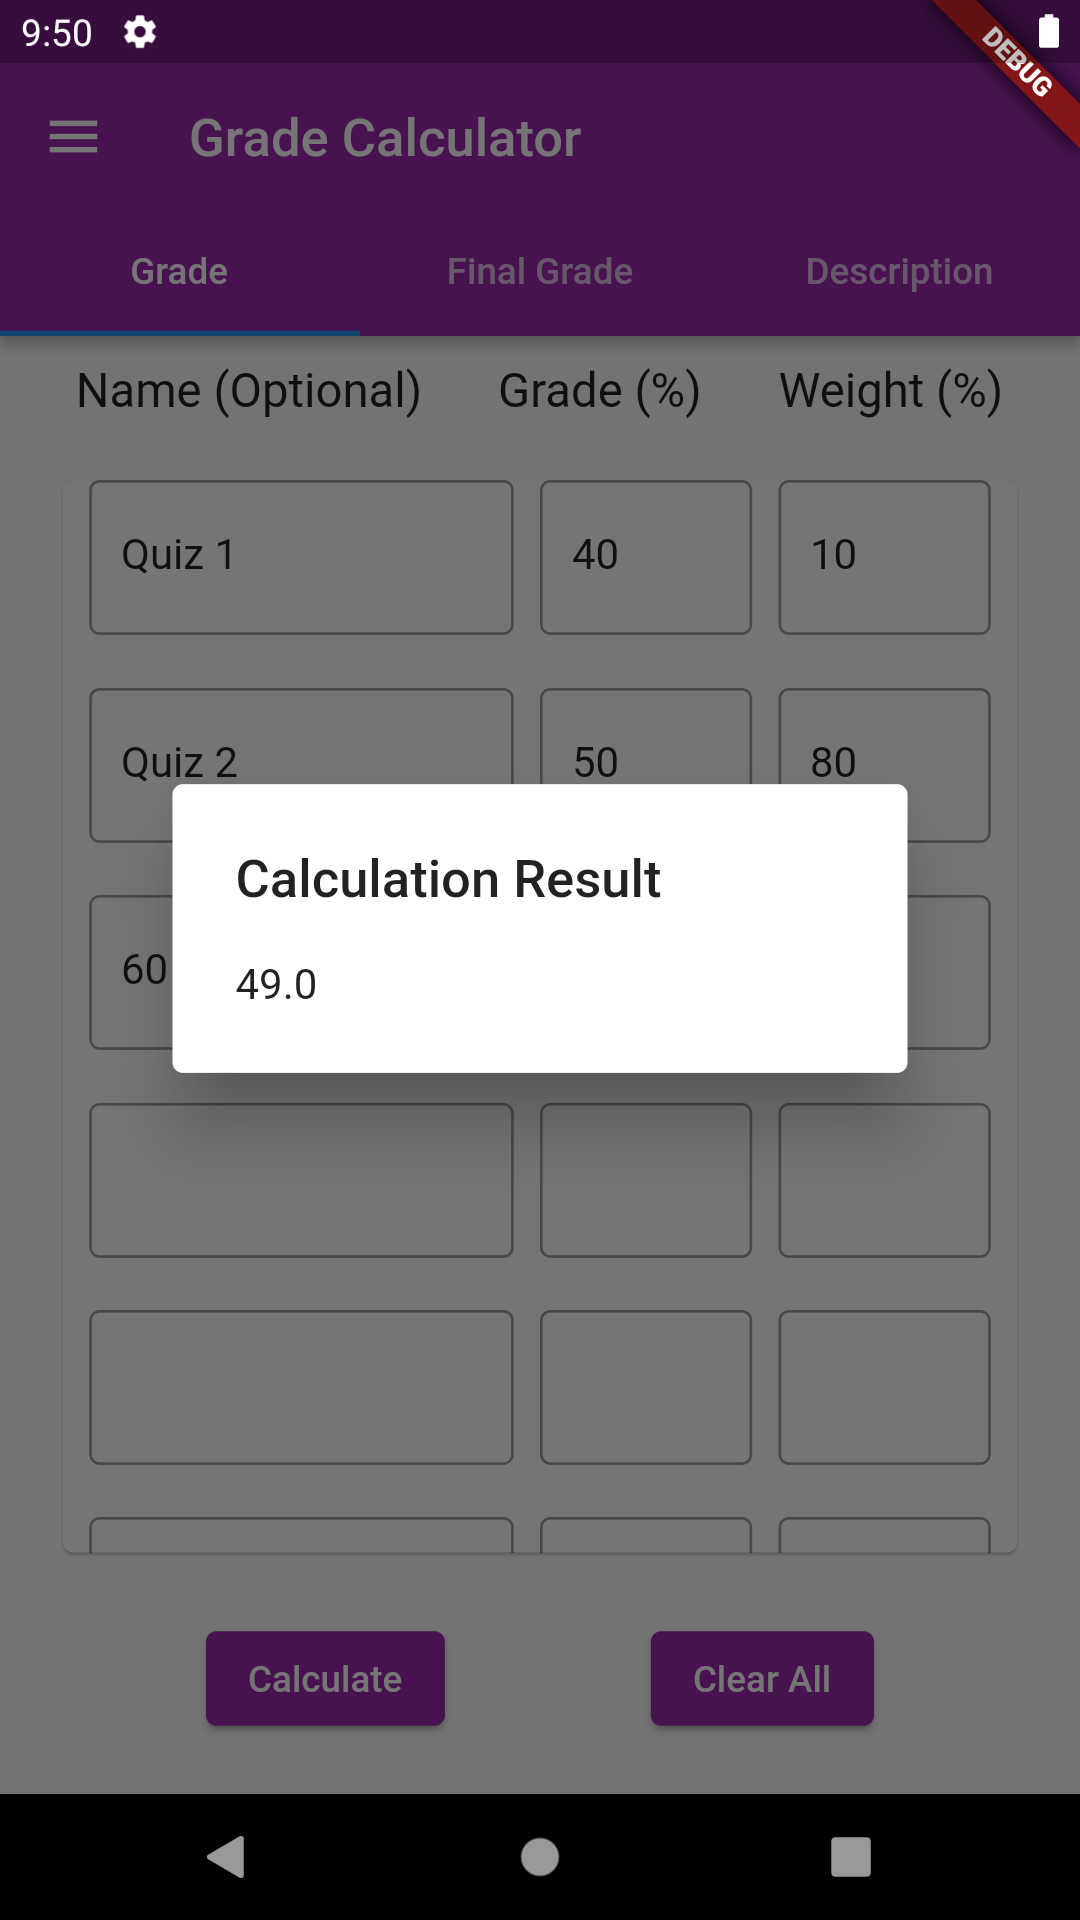 9:50
DEBUG
Grade Calculator
Grade Final Grade Description
Name (Optional) Grade (%) Weight (%)
Quiz 1 40 10
Quiz 2 50 80
60
Calculation Result
49.0
Calculate Clear All